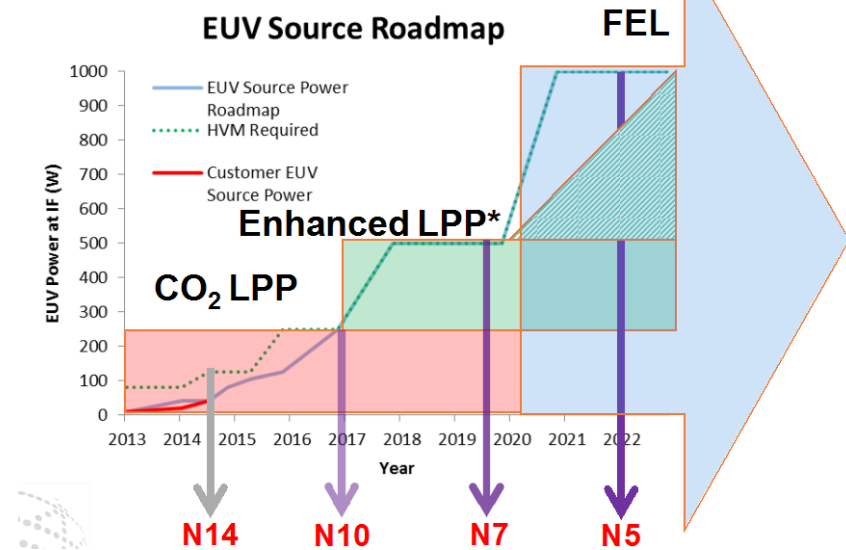 EUV Source Roadmap
FEL
1000
900
800
700
600
500
400
300
200
100
0
EUV Power at IF (W)
EUV Source Power
Roadmap
HVM Required
Customer EUV
Source Power
Enhanced LPP*
CO₂ LPP
2013 2014 2015 2016 2017 2018 2019 2020 2021 2022
Year
N14 N10 N7 N5